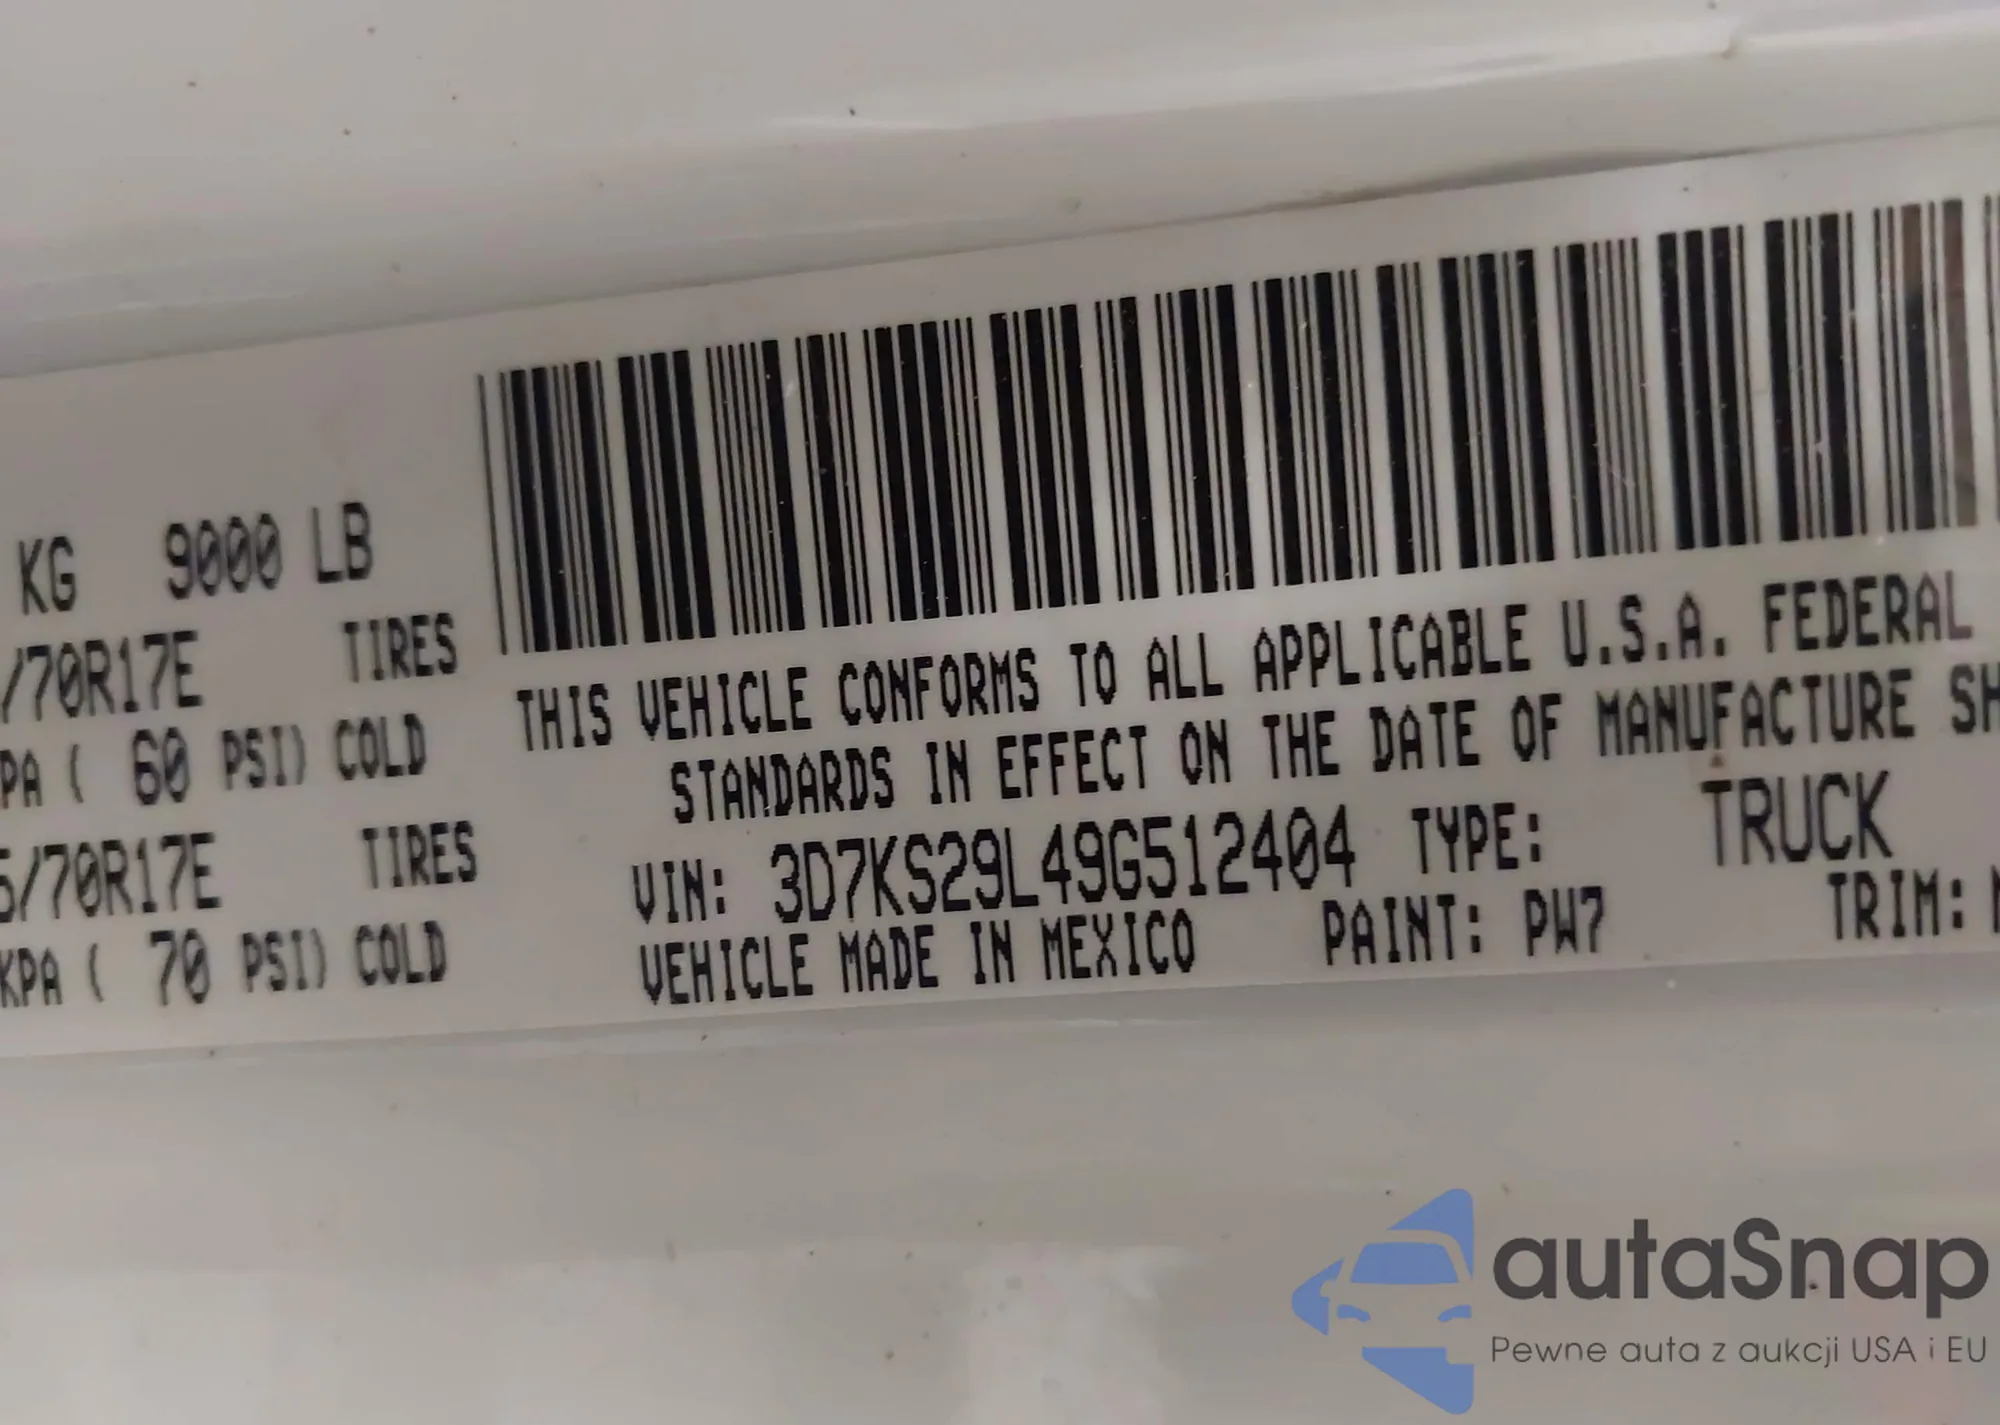 KG 9000 LB
/70R17E TIRES
PA ( 60 PSI) COLD
5/70R17E TIRES
KPA ( 70 PSI) COLD
THIS VEHICLE CONFORMS TO ALL APPLICABLE U.S.A. FEDERAL
STANDARDS IN EFFECT ON THE DATE OF MANUFACTURE SH
VIN: 3D7KS29L49G512404 TYPE: TRUCK
VEHICLE MADE IN MEXICO PAINT: PW7 TRIM:
autaSnap
Pewne auta z aukcji USA i EU